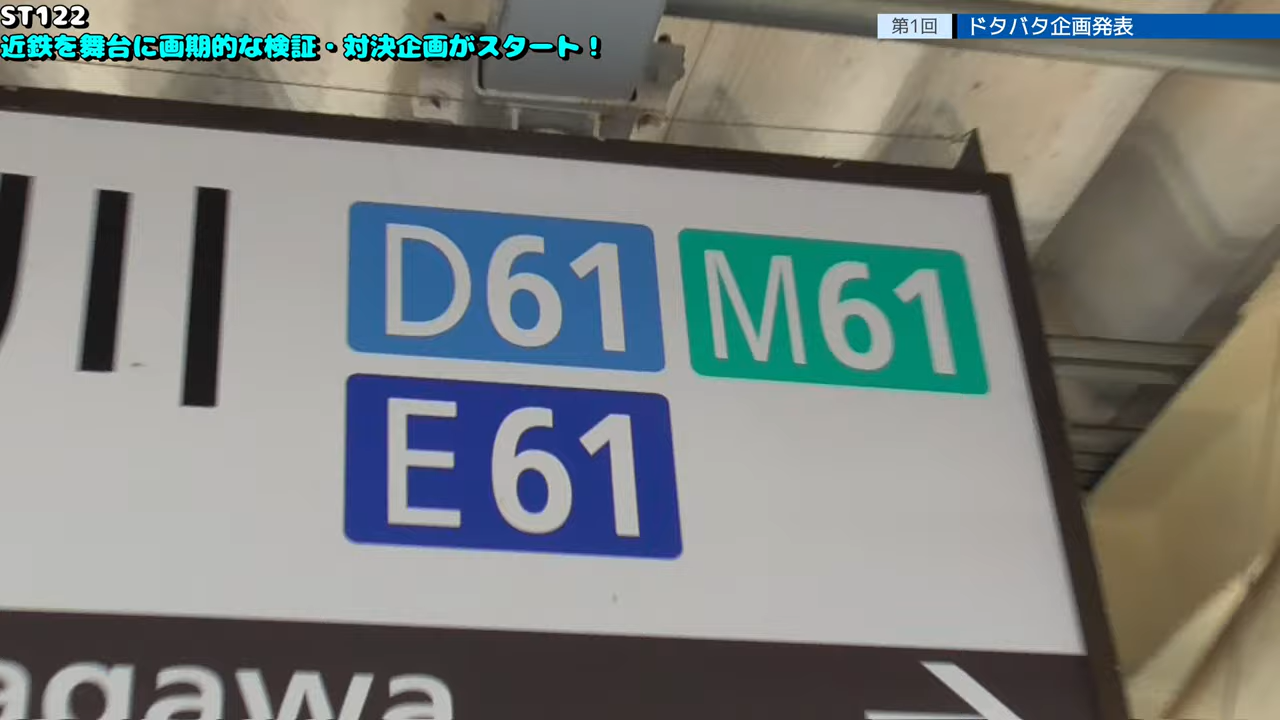 ST122
近鉄を舞台に画期的な検証・対決企画がスタート！
第1回 ドタバタ企画発表
川
D61 M61
E61
agawa